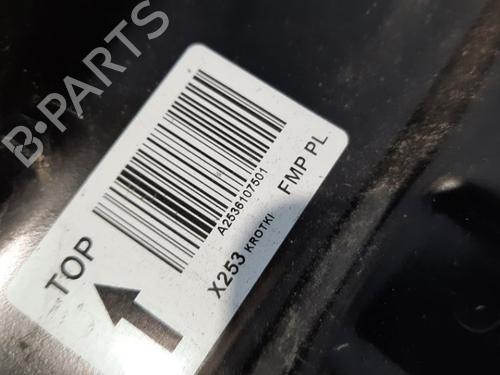 B-PARTS
TOP
A2536107501
X253 KROTKI
FMP PL